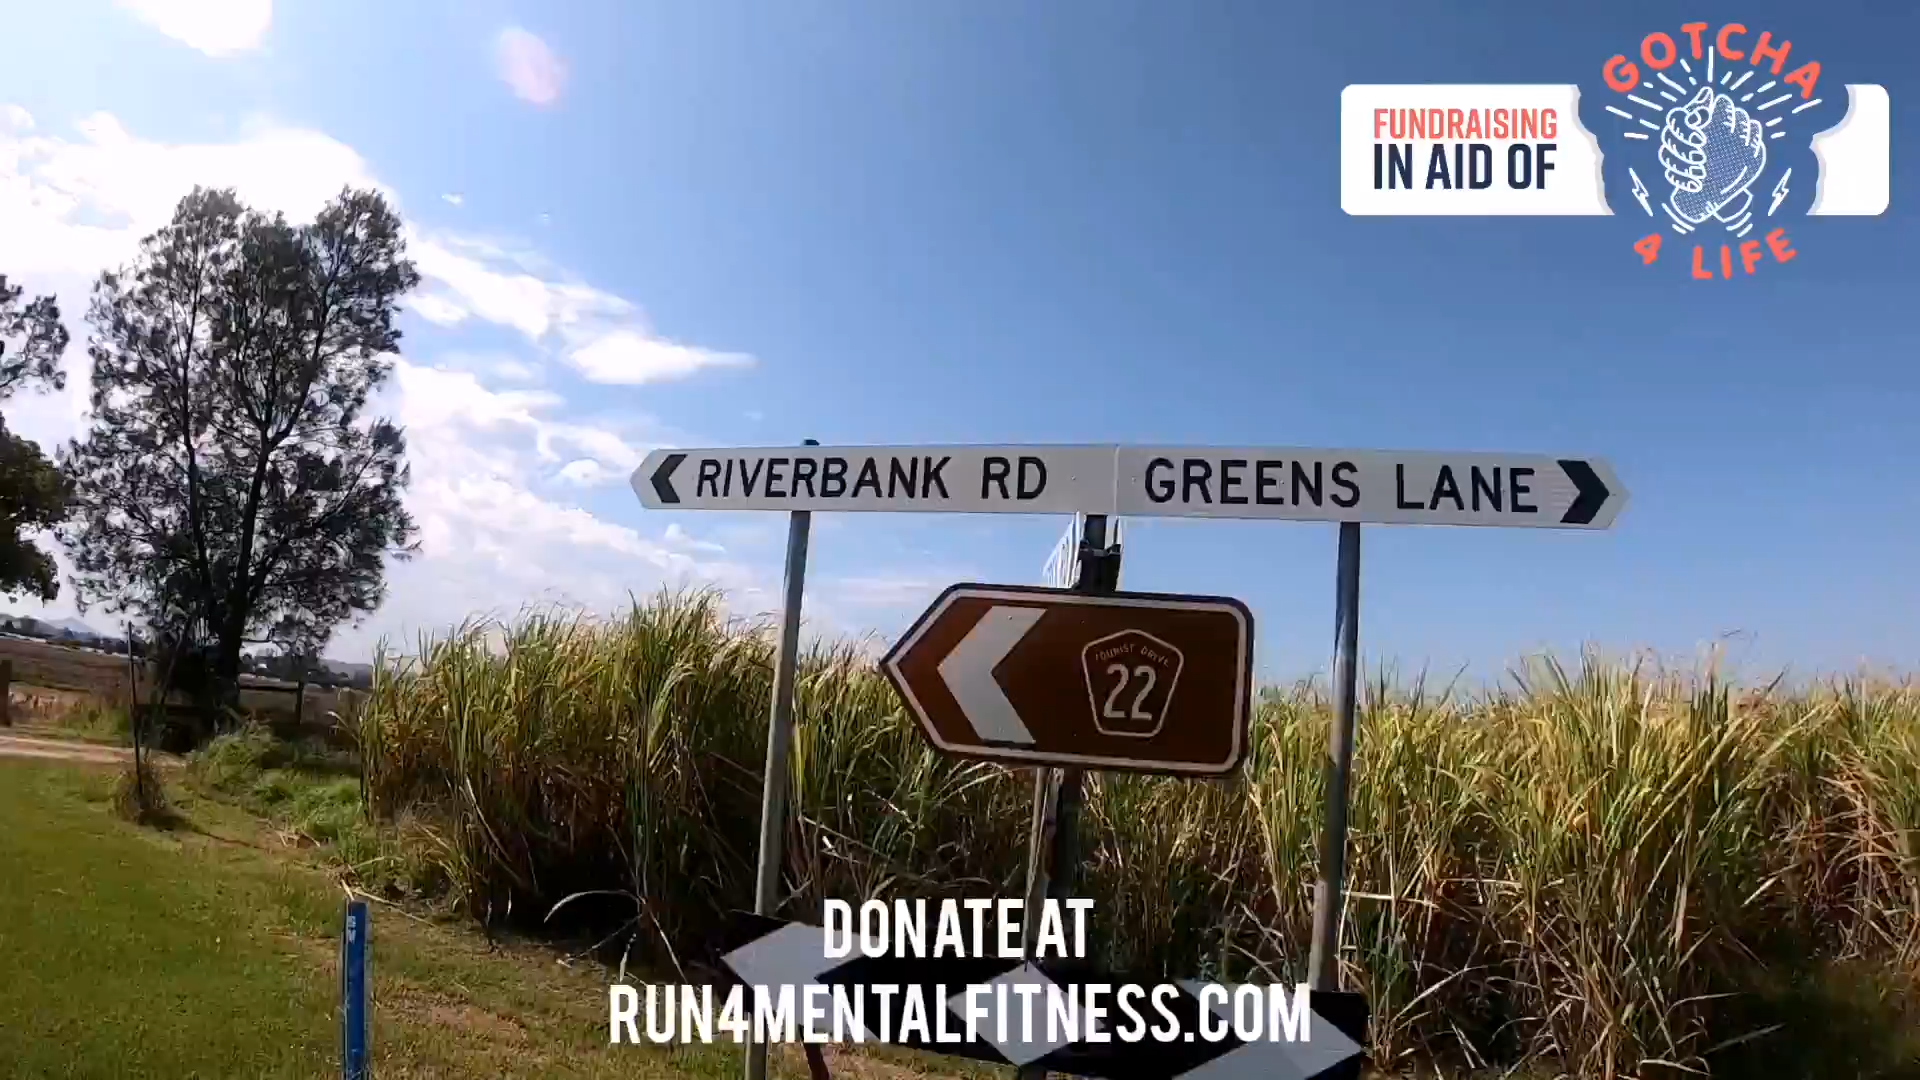 GOTCHA
FUNDRAISING
IN AID OF
4 LIFE
RIVERBANK RD
GREENS LANE
TOURIST DRIVE
22
DONATE AT
RUN4MENTALFITNESS.COM